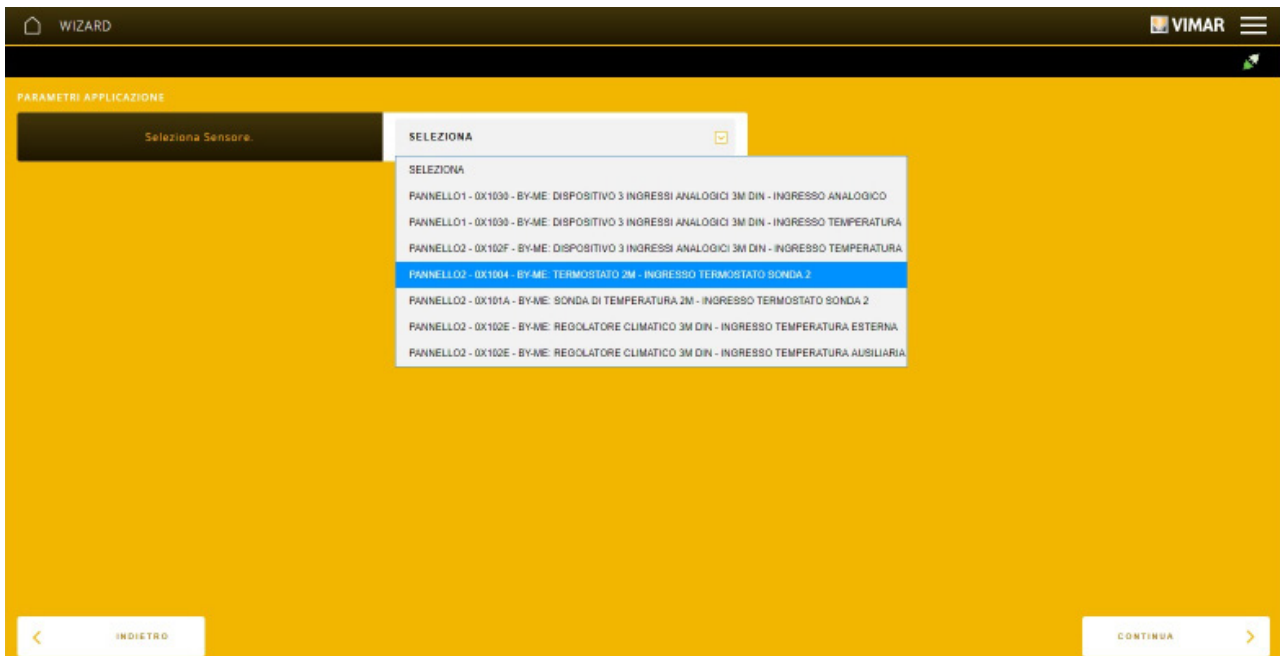 WIZARD
VIMAR
PARAMETRI APPLICAZIONE
Seleziona Sensore.
SELEZIONA
SELEZIONA
PANNELLO1 - 0X1030 - BY-ME: DISPOSITIVO 3 INGRESSI ANALOGICI 3M DIN - INGRESSO ANALOGICO
PANNELLO1 - 0X1030 - BY-ME: DISPOSITIVO 3 INGRESSI ANALOGICI 3M DIN - INGRESSO TEMPERATURA
PANNELLO2 - 0X102F - BY-ME: DISPOSITIVO 3 INGRESSI ANALOGICI 3M DIN - INGRESSO TEMPERATURA
PANNELLO2 - 0X1004 - BY-ME: TERMOSTATO 2M - INGRESSO TERMOSTATO SONDA 2
PANNELLO2 - 0X101A - BY-ME: SONDA DI TEMPERATURA 2M - INGRESSO TERMOSTATO SONDA 2
PANNELLO2 - 0X102E - BY-ME: REGOLATORE CLIMATICO 3M DIN - INGRESSO TEMPERATURA ESTERNA
PANNELLO2 - 0X102E - BY-ME: REGOLATORE CLIMATICO 3M DIN - INGRESSO TEMPERATURA AUSILIARIA
INDIETRO
CONTINUA